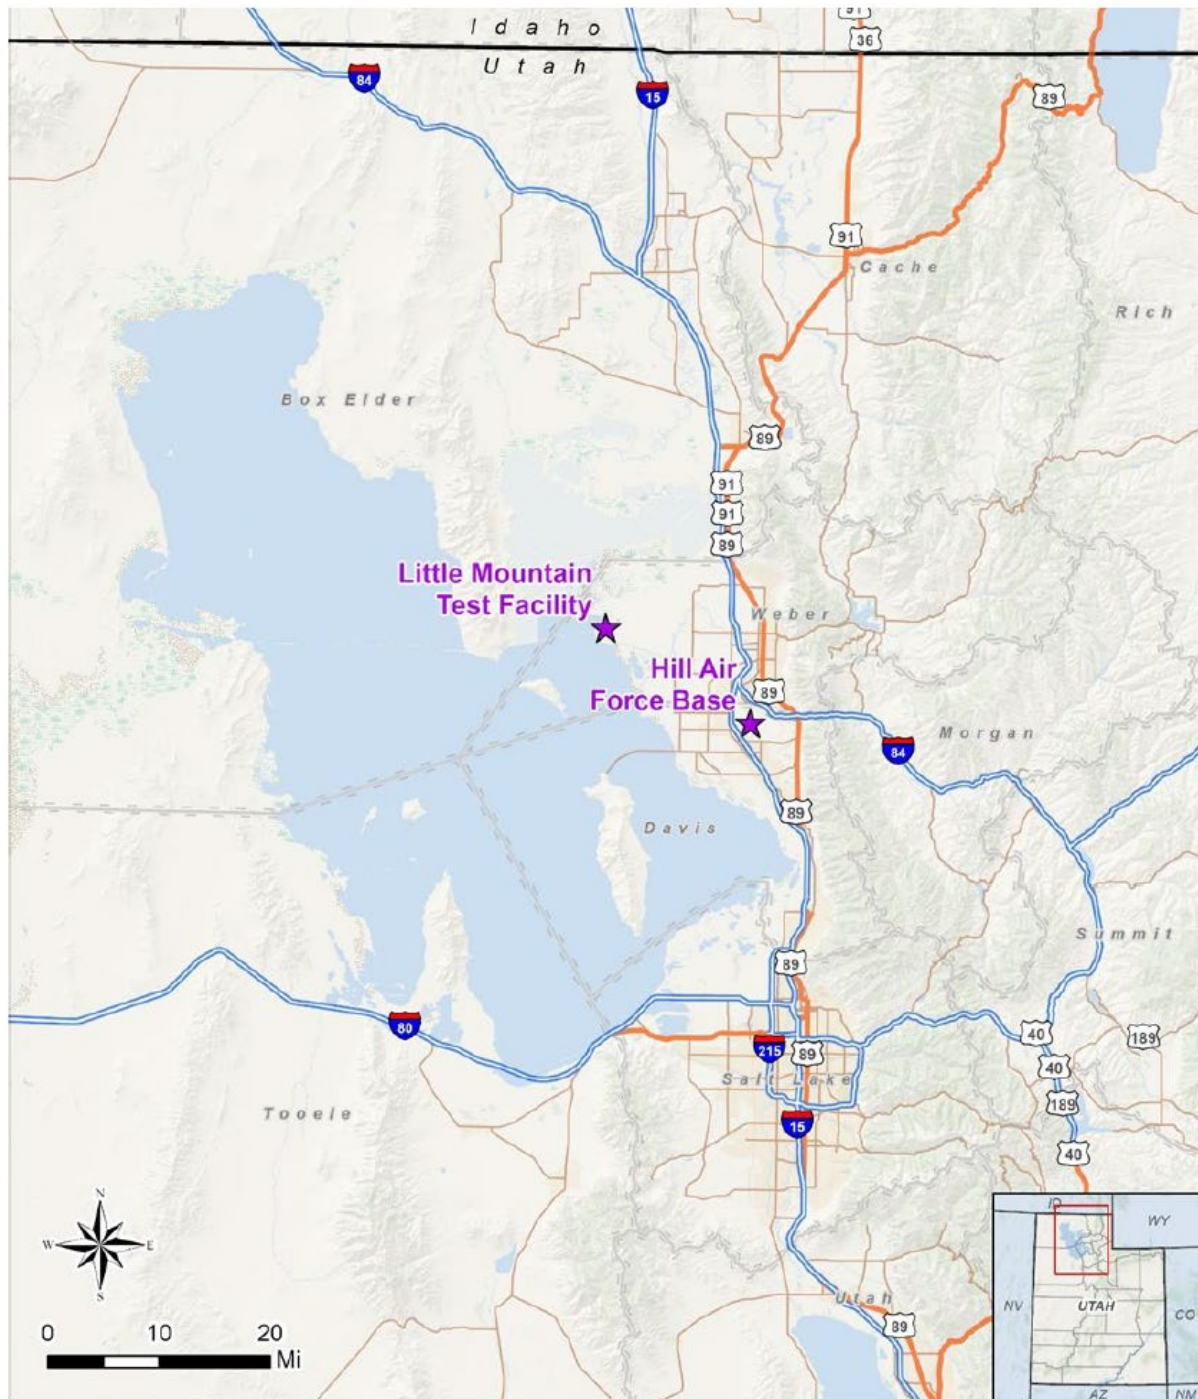 91
Idaho
36
Utah
84
15
89
91
Cache
Rich
Box Elder
89
91
91
89
Little Mountain
Test Facility
Weber
Hill Air
Force Base
89
Morgan
84
89
Davis
Summit
89
80
40
189
215
89
40
Salt Lake
189
Tooele
15
40
N
W
E
S
ID
WY
NV
UTAH
CO
Utah
89
0
10
20
Mi
AZ
NM